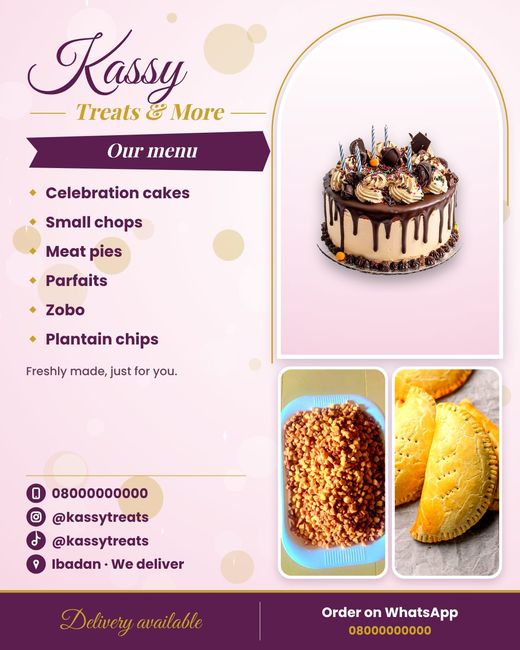 Kassy
Treats & More
Our menu
Celebration cakes
Small chops
Meat pies
Parfaits
Zobo
Plantain chips
Freshly made, just for you.
08000000000
@kassytreats
@kassytreats
Ibadan · We deliver
Delivery available
Order on WhatsApp
08000000000